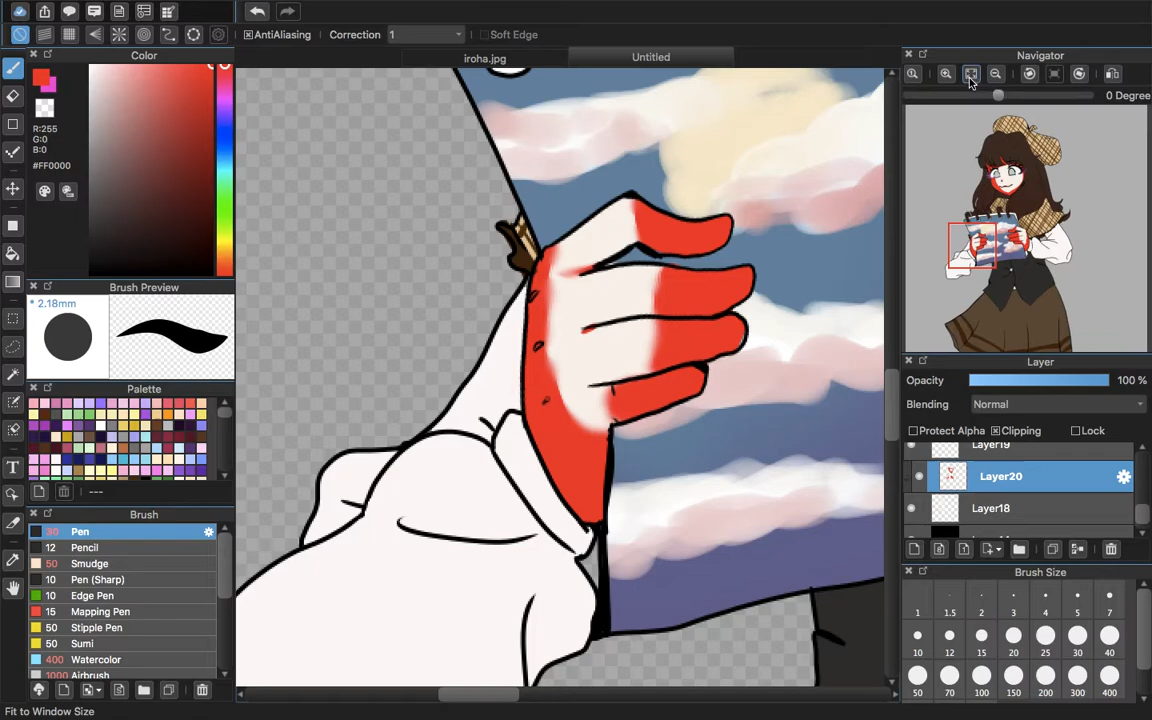 AntiAliasing
Correction
1
Soft Edge
Color
iroha.jpg
Untitled
Navigator
0 Degree
R:255
G:0
B:0
#FF0000
Brush Preview
* 2.18mm
Palette
---
Brush
30 Pen
12 Pencil
50 Smudge
10 Pen (Sharp)
10 Edge Pen
15 Mapping Pen
50 Stipple Pen
50 Sumi
400 Watercolor
1000 Airbrush
Layer
Opacity
100 %
Blending
Normal
Protect Alpha
Clipping
Lock
Layer19
Layer20
Layer18
Brush Size
1 1.5 2 3 4 5 7
10 12 15 20 25 30 40
50 70 100 150 200 300 400
Fit to Window Size